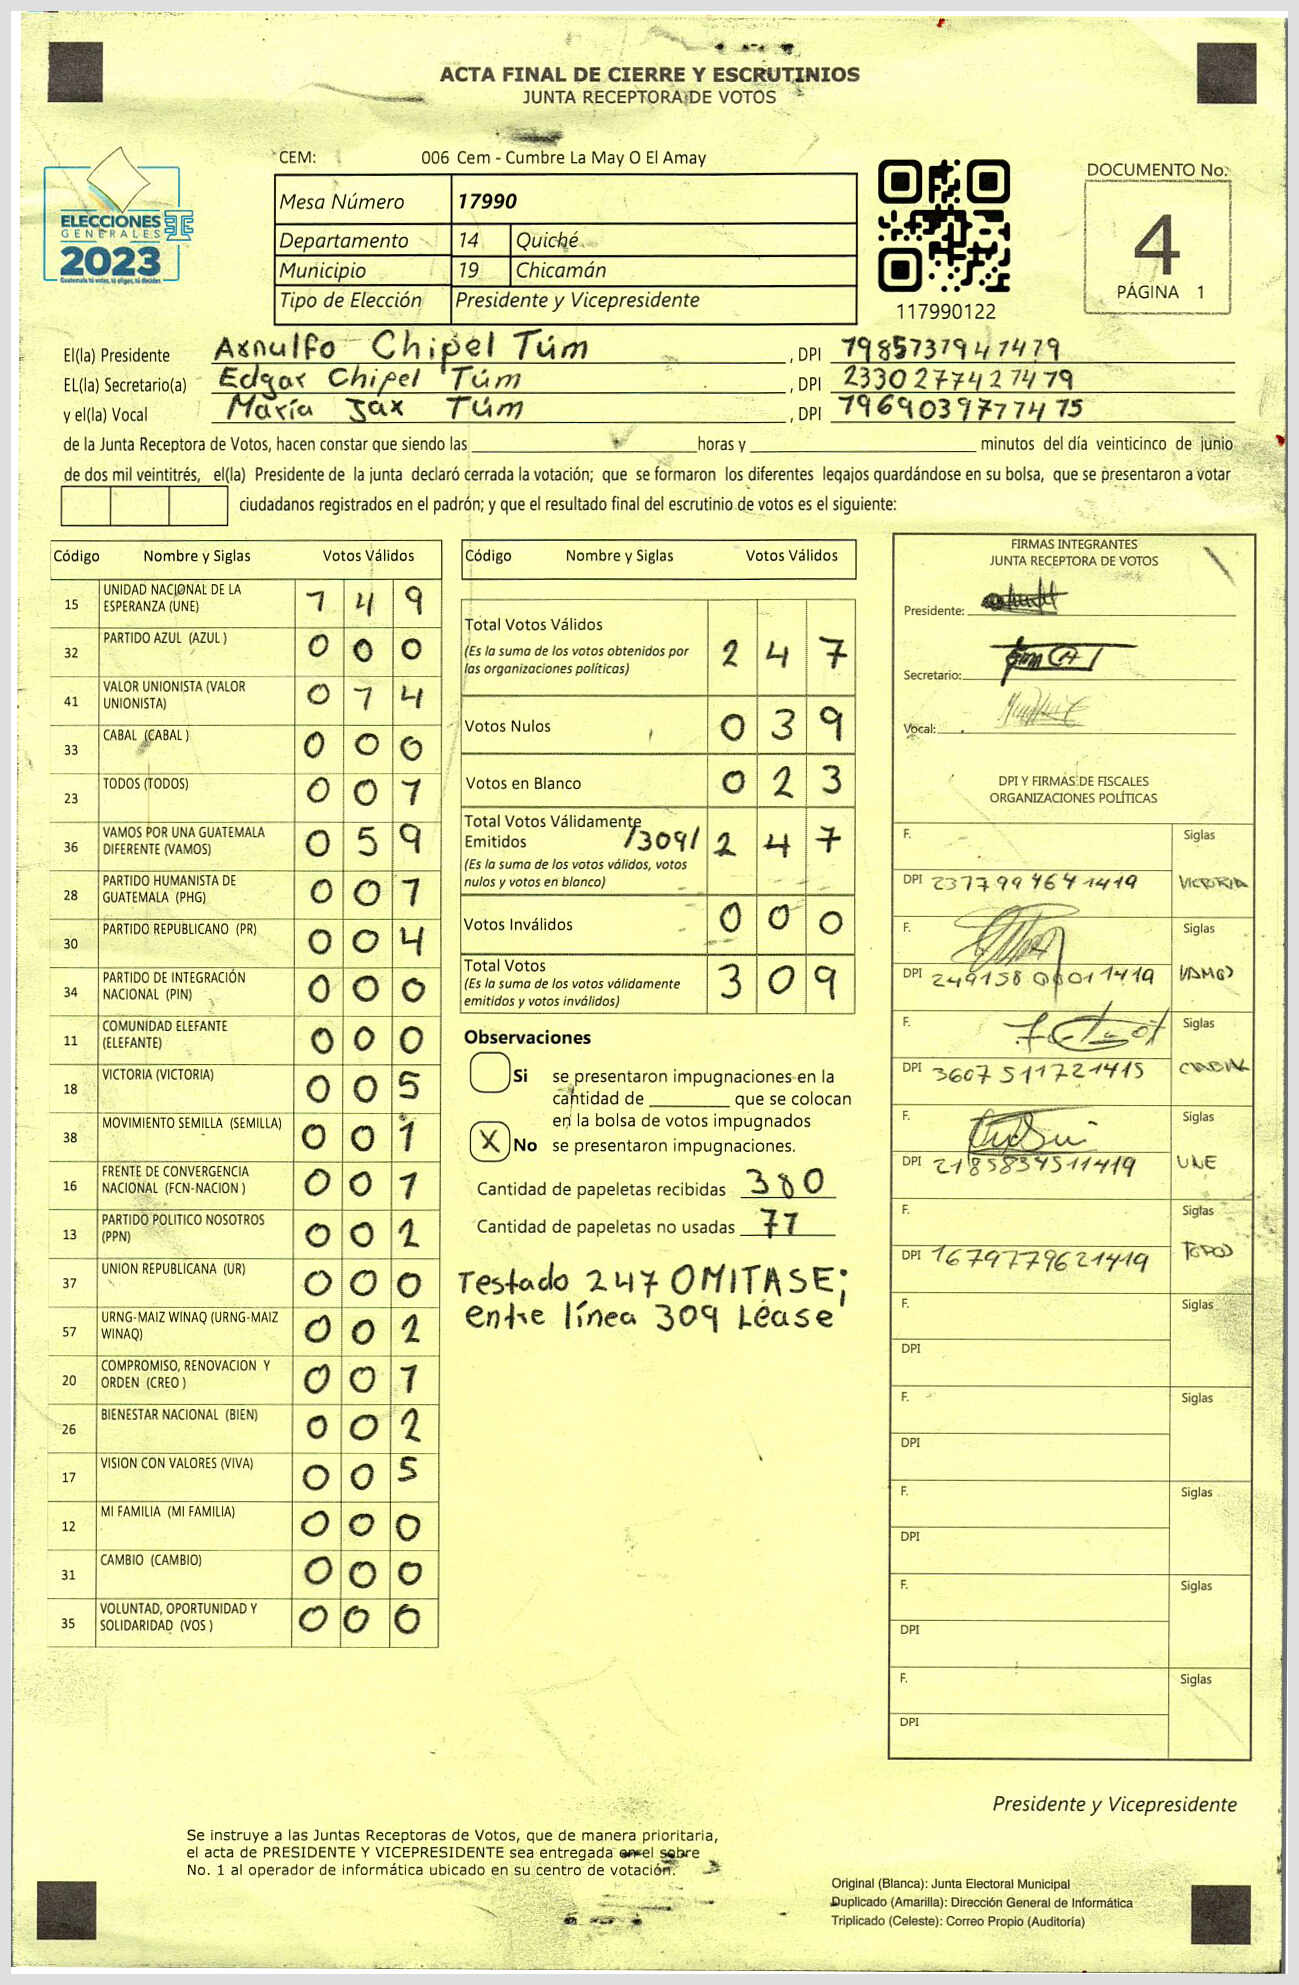 ACTA FINAL DE CIERRE Y ESCRUTINIOS
JUNTA RECEPTORA DE VOTOS
CEM: 006 Cem - Cumbre La May O El Amay
ELECCIONES
GENERALES
2023
Guatemala tú votas, tú eliges, tú decides
Mesa Número 17990
Departamento 14 Quiché
Municipio 19 Chicamán
Tipo de Elección Presidente y Vicepresidente
117990122
DOCUMENTO No.
4
PÁGINA 1
El(la) Presidente Arnulfo Chipel Túm , DPI 1985737941419
EL(la) Secretario(a) Edgar Chipel Túm , DPI 2330277421419
y el(la) Vocal María Jax Túm , DPI 1969039771415
de la Junta Receptora de Votos, hacen constar que siendo las horas y minutos del día veinticinco de junio
de dos mil veintitrés, el(la) Presidente de la junta declaró cerrada la votación; que se formaron los diferentes legajos guardándose en su bolsa, que se presentaron a votar
ciudadanos registrados en el padrón; y que el resultado final del escrutinio de votos es el siguiente:
Código Nombre y Siglas Votos Válidos
15 UNIDAD NACIONAL DE LA ESPERANZA (UNE) 1 4 9
32 PARTIDO AZUL (AZUL ) 0 0 0
41 VALOR UNIONISTA (VALOR UNIONISTA) 0 1 4
33 CABAL (CABAL ) 0 0 0
23 TODOS (TODOS) 0 0 1
36 VAMOS POR UNA GUATEMALA DIFERENTE (VAMOS) 0 5 9
28 PARTIDO HUMANISTA DE GUATEMALA (PHG) 0 0 1
30 PARTIDO REPUBLICANO (PR) 0 0 4
34 PARTIDO DE INTEGRACIÓN NACIONAL (PIN) 0 0 0
11 COMUNIDAD ELEFANTE (ELEFANTE) 0 0 0
18 VICTORIA (VICTORIA) 0 0 5
38 MOVIMIENTO SEMILLA (SEMILLA) 0 0 1
16 FRENTE DE CONVERGENCIA NACIONAL (FCN-NACION ) 0 0 1
13 PARTIDO POLITICO NOSOTROS (PPN) 0 0 2
37 UNION REPUBLICANA (UR) 0 0 0
57 URNG-MAIZ WINAQ (URNG-MAIZ WINAQ) 0 0 2
20 COMPROMISO, RENOVACION Y ORDEN (CREO ) 0 0 1
26 BIENESTAR NACIONAL (BIEN) 0 0 2
17 VISION CON VALORES (VIVA) 0 0 5
12 MI FAMILIA (MI FAMILIA) 0 0 0
31 CAMBIO (CAMBIO) 0 0 0
35 VOLUNTAD, OPORTUNIDAD Y SOLIDARIDAD (VOS ) 0 0 0
Código Nombre y Siglas Votos Válidos
Total Votos Válidos 2 4 7
(Es la suma de los votos obtenidos por
las organizaciones políticas)
Votos Nulos 0 3 9
Votos en Blanco 0 2 3
Total Votos Válidamente
Emitidos /309/ 2 4 7
(Es la suma de los votos válidos, votos
nulos y votos en blanco)
Votos Inválidos 0 0 0
Total Votos 3 0 9
(Es la suma de los votos válidamente
emitidos y votos inválidos)
Observaciones
Si se presentaron impugnaciones en la
cantidad de que se colocan
en la bolsa de votos impugnados
X No se presentaron impugnaciones.
Cantidad de papeletas recibidas 380
Cantidad de papeletas no usadas 71
Testado 247 OMITASE;
entre línea 309 Léase
FIRMAS INTEGRANTES
JUNTA RECEPTORA DE VOTOS
Presidente:
Secretario:
Vocal:
DPI Y FIRMAS DE FISCALES
ORGANIZACIONES POLÍTICAS
F. Siglas
DPI 2377994641419 VICTORIA
F. Siglas
DPI 2491580001419 VAMOS
F. Siglas
DPI 3607511721415
F. Siglas
DPI 2185834511419 UNE
F. Siglas
DPI 1679779621419 TODOS
F. Siglas
DPI
F. Siglas
DPI
F. Siglas
DPI
F. Siglas
DPI
F. Siglas
DPI
Presidente y Vicepresidente
Se instruye a las Juntas Receptoras de Votos, que de manera prioritaria,
el acta de PRESIDENTE Y VICEPRESIDENTE sea entregada en el sobre
No. 1 al operador de informática ubicado en su centro de votación.
Original (Blanca): Junta Electoral Municipal
Duplicado (Amarilla): Dirección General de Informática
Triplicado (Celeste): Correo Propio (Auditoría)